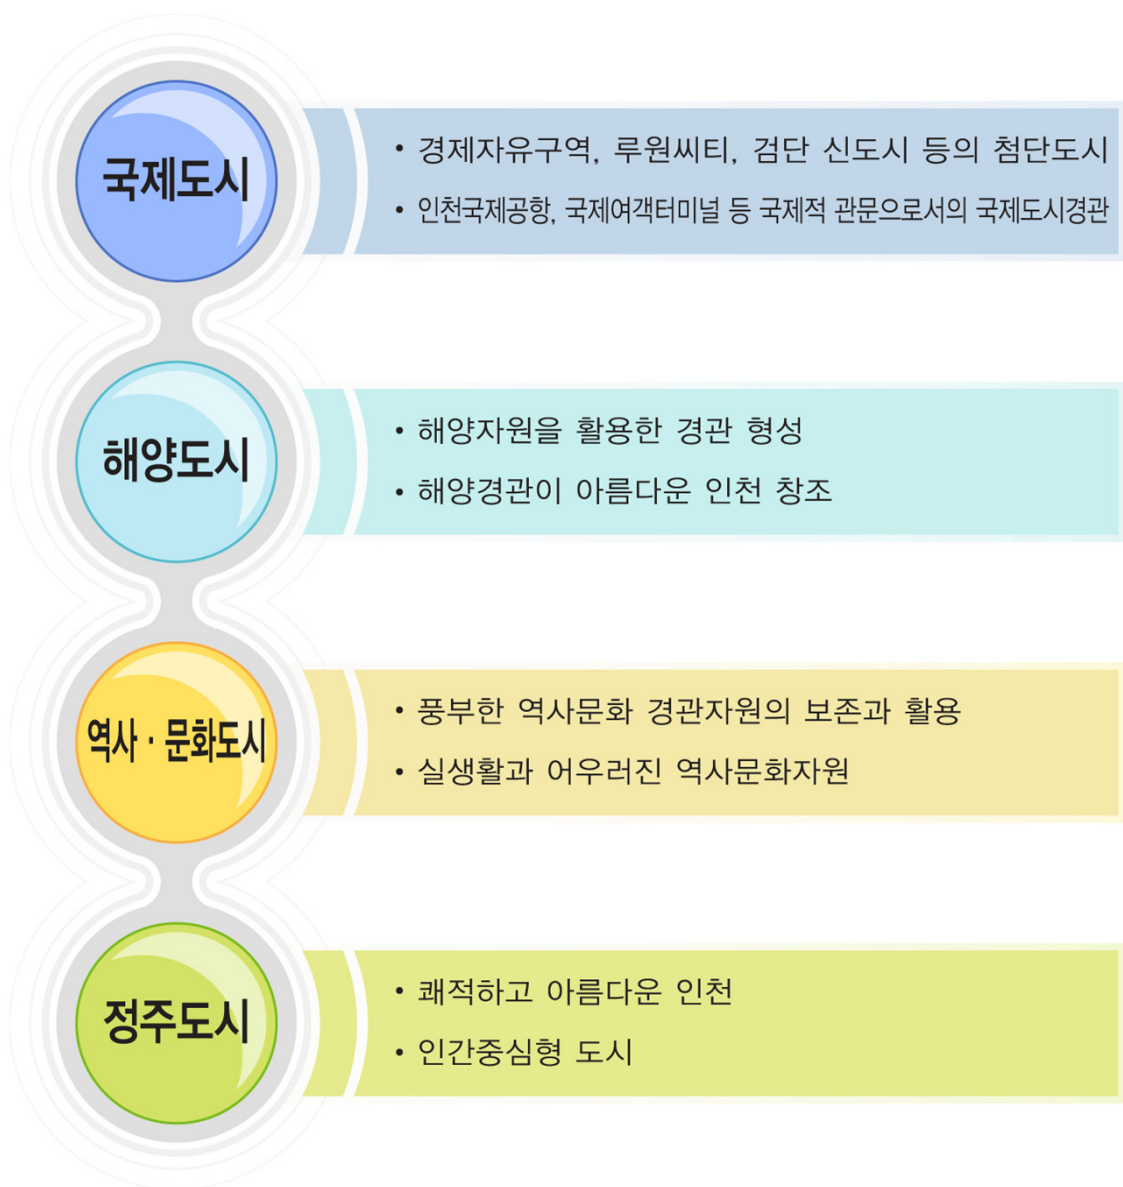 국제도시
• 경제자유구역, 루원씨티, 검단 신도시 등의 첨단도시
• 인천국제공항, 국제여객터미널 등 국제적 관문으로서의 국제도시경관
해양도시
• 해양자원을 활용한 경관 형성
• 해양경관이 아름다운 인천 창조
역사·문화도시
• 풍부한 역사문화 경관자원의 보존과 활용
• 실생활과 어우러진 역사문화자원
정주도시
• 쾌적하고 아름다운 인천
• 인간중심형 도시